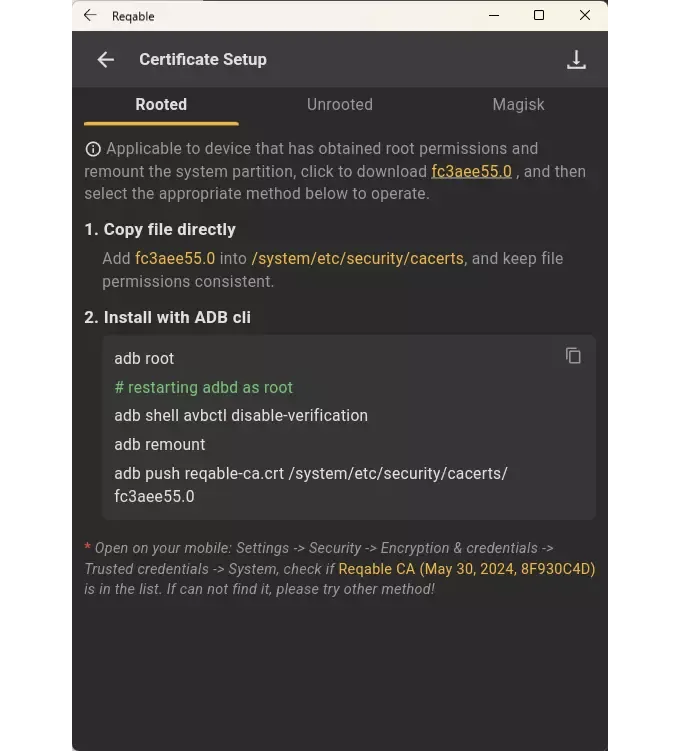 Reqable
Certificate Setup
Rooted Unrooted Magisk
Applicable to device that has obtained root permissions and
remount the system partition, click to download fc3aee55.0 , and then
select the appropriate method below to operate.
1. Copy file directly
Add fc3aee55.0 into /system/etc/security/cacerts, and keep file
permissions consistent.
2. Install with ADB cli
adb root
# restarting adbd as root
adb shell avbctl disable-verification
adb remount
adb push reqable-ca.crt /system/etc/security/cacerts/
fc3aee55.0
* Open on your mobile: Settings -> Security -> Encryption & credentials ->
Trusted credentials -> System, check if Reqable CA (May 30, 2024, 8F930C4D)
is in the list. If can not find it, please try other method!